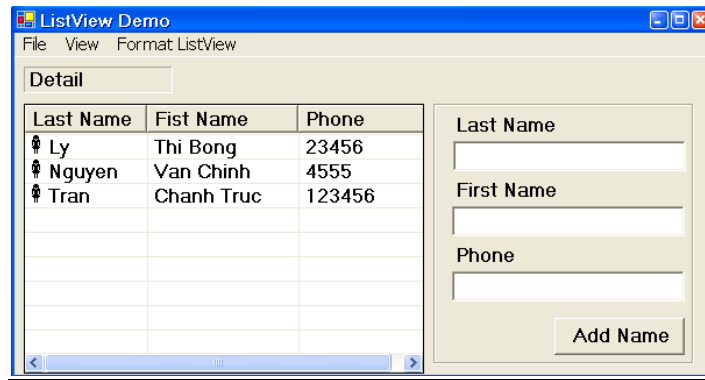 ListView Demo
File View Format ListView
Detail
Last Name Fist Name Phone
Ly Thi Bong 23456
Nguyen Van Chinh 4555
Tran Chanh Truc 123456
Last Name
First Name
Phone
Add Name